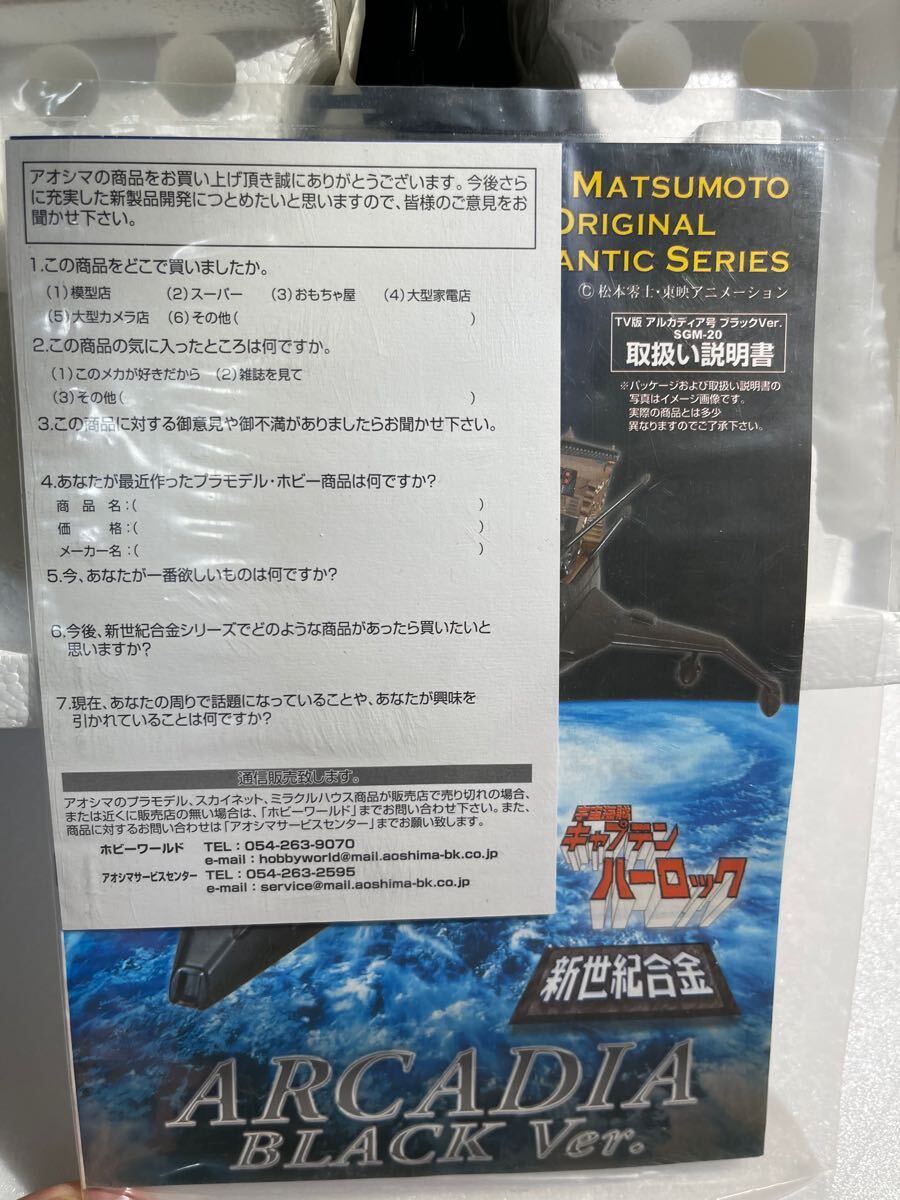 アオシマの商品をお買い上げ頂き誠にありがとうございます。今後さら
に充実した新製品開発につとめたいと思いますので、皆様のご意見をお
聞かせ下さい。
1.この商品をどこで買いましたか。
(1)模型店 (2)スーパー (3)おもちゃ屋 (4)大型家電店
(5)大型カメラ店 (6)その他( )
2.この商品の気に入ったところは何ですか。
(1)このメカが好きだから (2)雑誌を見て
(3)その他( )
3.この商品に対する御意見や御不満がありましたらお聞かせ下さい。
4.あなたが最近作ったプラモデル・ホビー商品は何ですか?
商 品 名:( )
価 格:( )
メーカー名:( )
5.今、あなたが一番欲しいものは何ですか?
6.今後、新世紀合金シリーズでどのような商品があったら買いたいと
思いますか?
7.現在、あなたの周りで話題になっていることや、あなたが興味を
引かれていることは何ですか?
通信販売致します。
アオシマのプラモデル、スカイネット、ミラクルハウス商品が販売店で売り切れの場合、
または近くに販売店の無い場合は、「ホビーワールド」までお問い合わせ下さい。また、
商品に対するお問い合わせは「アオシマサービスセンター」までお願い致します。
ホビーワールド TEL:054-263-9070
e-mail:hobbyworld@mail.aoshima-bk.co.jp
アオシマサービスセンター TEL:054-263-2595
e-mail:service@mail.aoshima-bk.co.jp
MATSUMOTO
ORIGINAL
ANTIC SERIES
©松本零士・東映アニメーション
TV版 アルカディア号 ブラックVer.
SGM-20
取扱い説明書
※パッケージおよび取扱い説明書の
写真はイメージ画像です。
実際の商品とは多少
異なりますのでご了承下さい。
宇宙海賊
キャプテン
ハーロック
新世紀合金
ARCADIA
BLACK Ver.